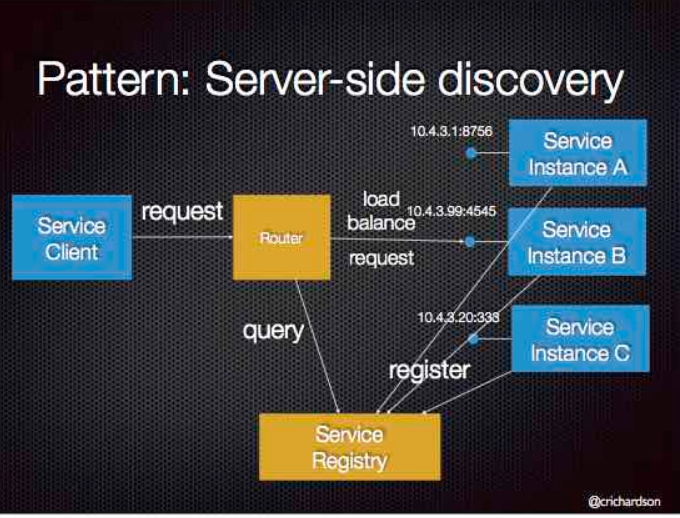 Pattern: Server-side discovery
10.4.3.1:8756
Service
Instance A
Service
Client
request
Router
load
balance
request
10.4.3.99:4545
Service
Instance B
query
10.4.3.20:333
Service
Instance C
register
Service
Registry
@crichardson